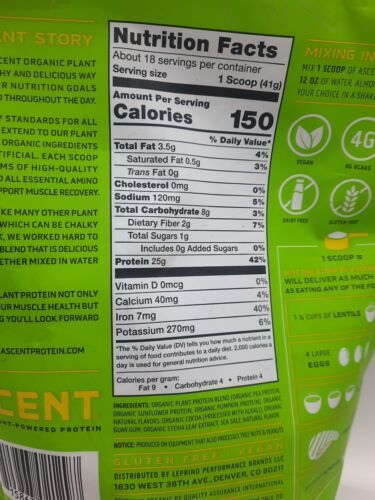 ENT STORY
CENT ORGANIC PLANT
HY AND DELICIOUS WAY
R NUTRITION GOALS
D THROUGHOUT THE DAY.
Y STANDARDS FOR ALL
EXTEND TO OUR PLANT
ORGANIC INGREDIENTS
TIFICIAL. EACH SCOOP
MS OF HIGH-QUALITY
D ALL ESSENTIAL AMINO
PPORT MUSCLE RECOVERY.
KE MANY OTHER PLANT
WHICH CAN BE CHALKY
K, WE WORKED HARD TO
BLEND THAT IS DELICIOUS
ETHER MIXED IN WATER
LANT PROTEIN NOT ONLY
UR MUSCLE HEALTH BUT
G YOU'LL LOOK FORWARD
ASCENTPROTEIN.COM
CENT
NT-POWERED PROTEIN
Nutrition Facts
About 18 servings per container
Serving size 1 Scoop (41g)
Amount Per Serving
Calories 150
% Daily Value*
Total Fat 3.5g 4%
Saturated Fat 0.5g 3%
Trans Fat 0g
Cholesterol 0mg 0%
Sodium 120mg 5%
Total Carbohydrate 8g 3%
Dietary Fiber 2g 7%
Total Sugars 1g
Includes 0g Added Sugars 0%
Protein 25g 42%
Vitamin D 0mcg 0%
Calcium 40mg 4%
Iron 7mg 40%
Potassium 270mg 6%
*The % Daily Value (DV) tells you how much a nutrient in a
serving of food contributes to a daily diet. 2,000 calories a
day is used for general nutrition advice.
Calories per gram:
Fat 9 • Carbohydrate 4 • Protein 4
INGREDIENTS: ORGANIC PLANT PROTEIN BLEND (ORGANIC PEA PROTEIN,
ORGANIC SUNFLOWER PROTEIN, ORGANIC PUMPKIN PROTEIN), ORGANIC
NATURAL FLAVORS, ORGANIC COCOA (PROCESSED WITH ALKALI), ORGANIC
GUAR GUM, ORGANIC STEVIA LEAF EXTRACT, SEA SALT, NATURAL FLAVOR
NOTICE: PRODUCED ON EQUIPMENT THAT ALSO PROCESSES TREE NUTS & PEANUTS
GLUTEN FREE • VEGAN
DISTRIBUTED BY LEPRINO PERFORMANCE BRANDS LLC
1830 WEST 38TH AVE., DENVER, CO 80211
ORGANIC BY QUALITY ASSURANCE INTERNATIONAL
MIXING IN
MIX 1 SCOOP OF ASCE
12 OZ OF WATER, ALMO
YOUR CHOICE IN A SHAK
VEGAN
4G
4G BCAAS
DAIRY FREE
GLUTEN FREE
1 SCOOP =
WILL DELIVER AS MUCH
AS EATING ANY OF THE FO
CUPS OF LENTILS
4 LARGE
EGGS